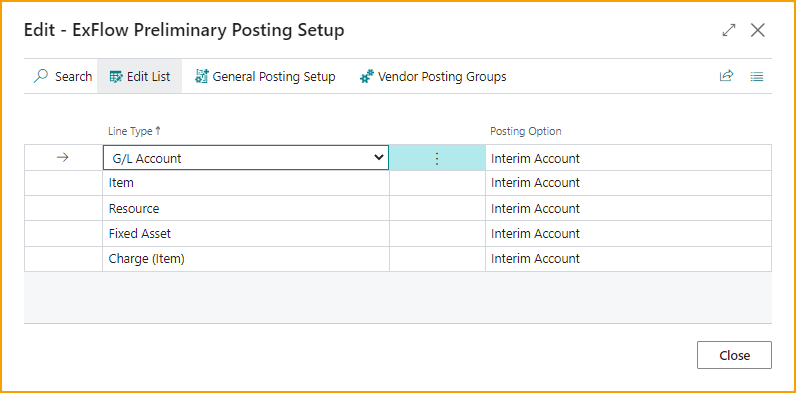 Edit - ExFlow Preliminary Posting Setup
Search Edit List General Posting Setup Vendor Posting Groups
Line Type ↑ Posting Option
G/L Account Interim Account
Item Interim Account
Resource Interim Account
Fixed Asset Interim Account
Charge (Item) Interim Account
Close